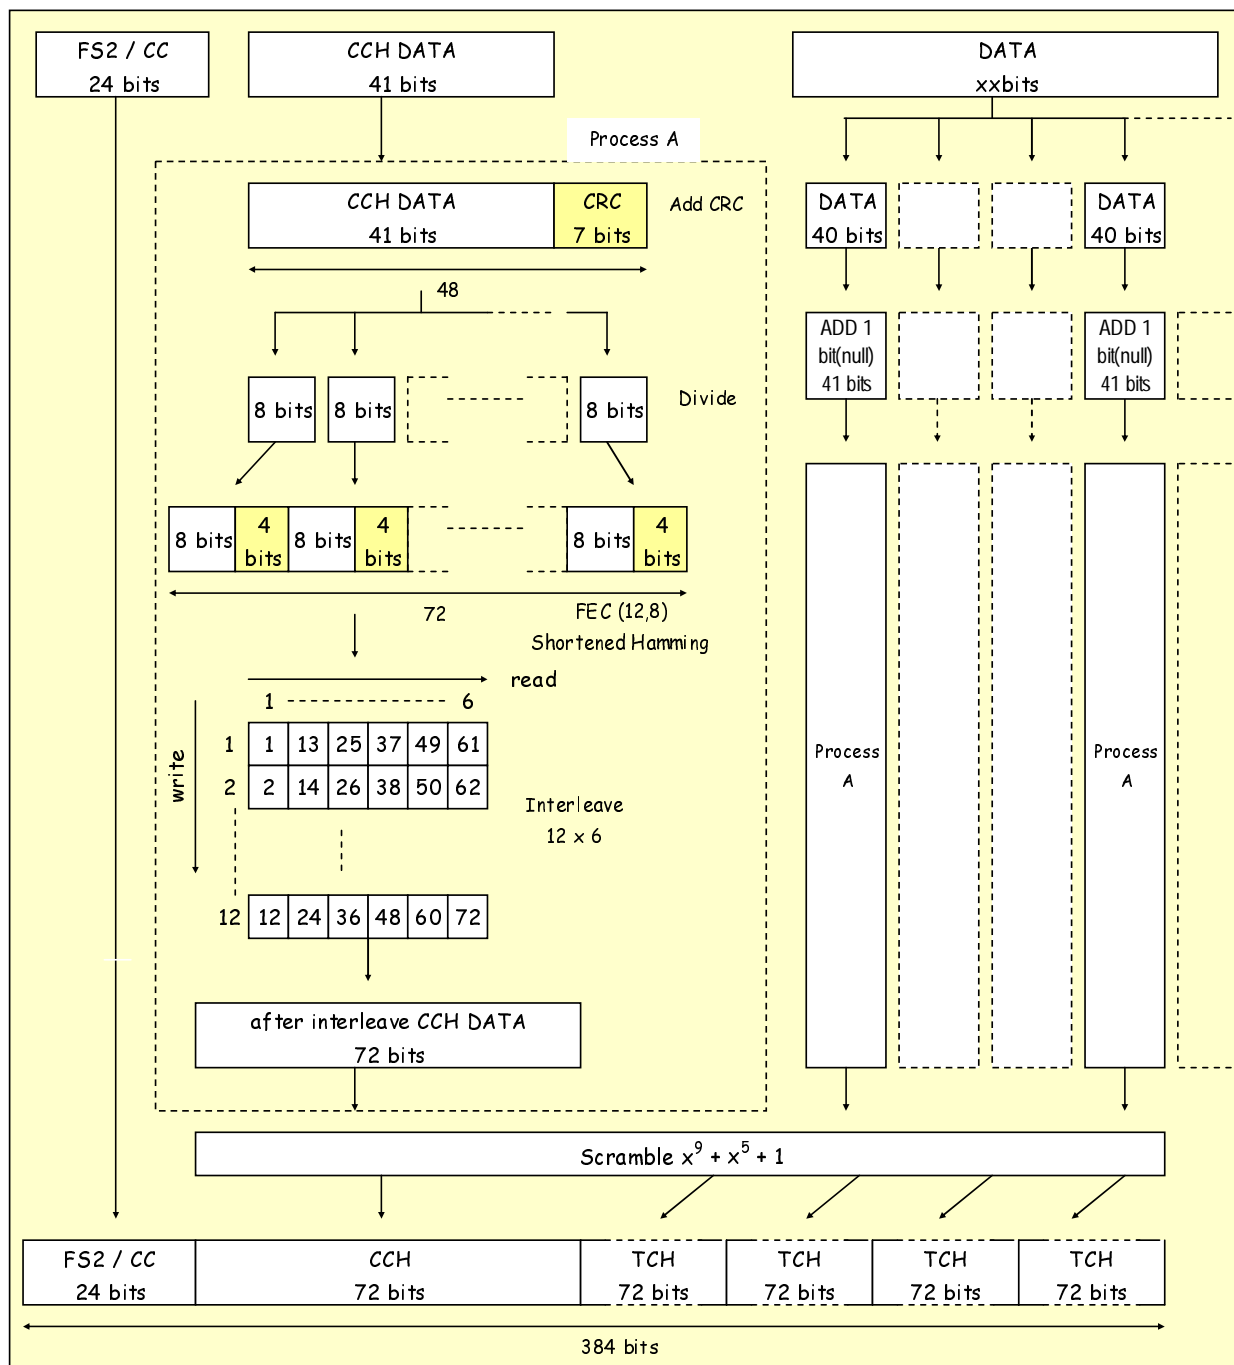 FS2 / CC
24 bits
CCH DATA
41 bits
DATA
xxbits
Process A
CCH DATA
41 bits
CRC
7 bits
Add CRC
DATA
40 bits
DATA
40 bits
48
ADD 1
bit(null)
41 bits
ADD 1
bit(null)
41 bits
8 bits
8 bits
8 bits
Divide
8 bits
4
bits
8 bits
4
bits
8 bits
4
bits
72
FEC (12,8)
Shortened Hamming
read
1
6
write
1
1 13 25 37 49 61
2
2 14 26 38 50 62
Interleave
12 x 6
12
12 24 36 48 60 72
Process
A
Process
A
after interleave CCH DATA
72 bits
Scramble x⁹ + x⁵ + 1
FS2 / CC
24 bits
CCH
72 bits
TCH
72 bits
TCH
72 bits
TCH
72 bits
TCH
72 bits
384 bits